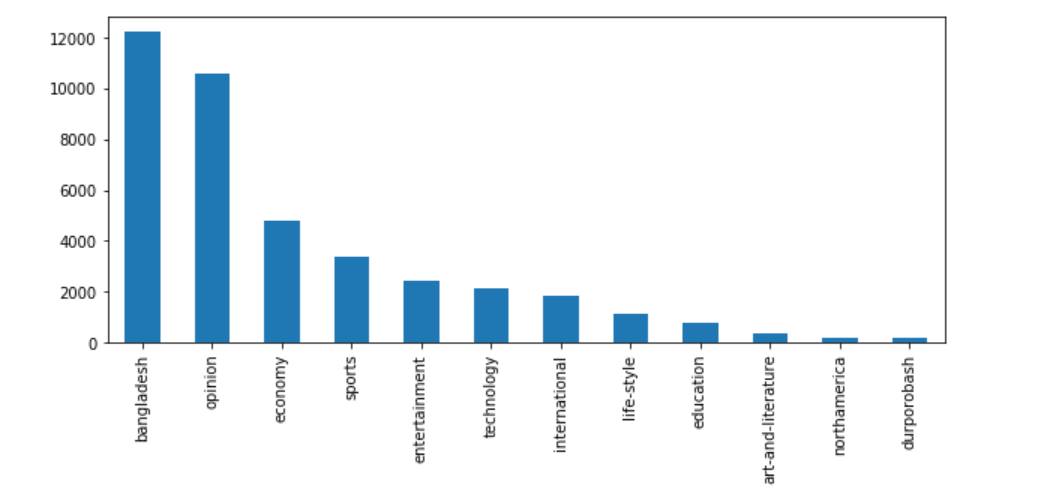 12000
10000
8000
6000
4000
2000
0
bangladesh
opinion
economy
sports
entertainment
technology
international
life-style
education
art-and-literature
northamerica
durporobash